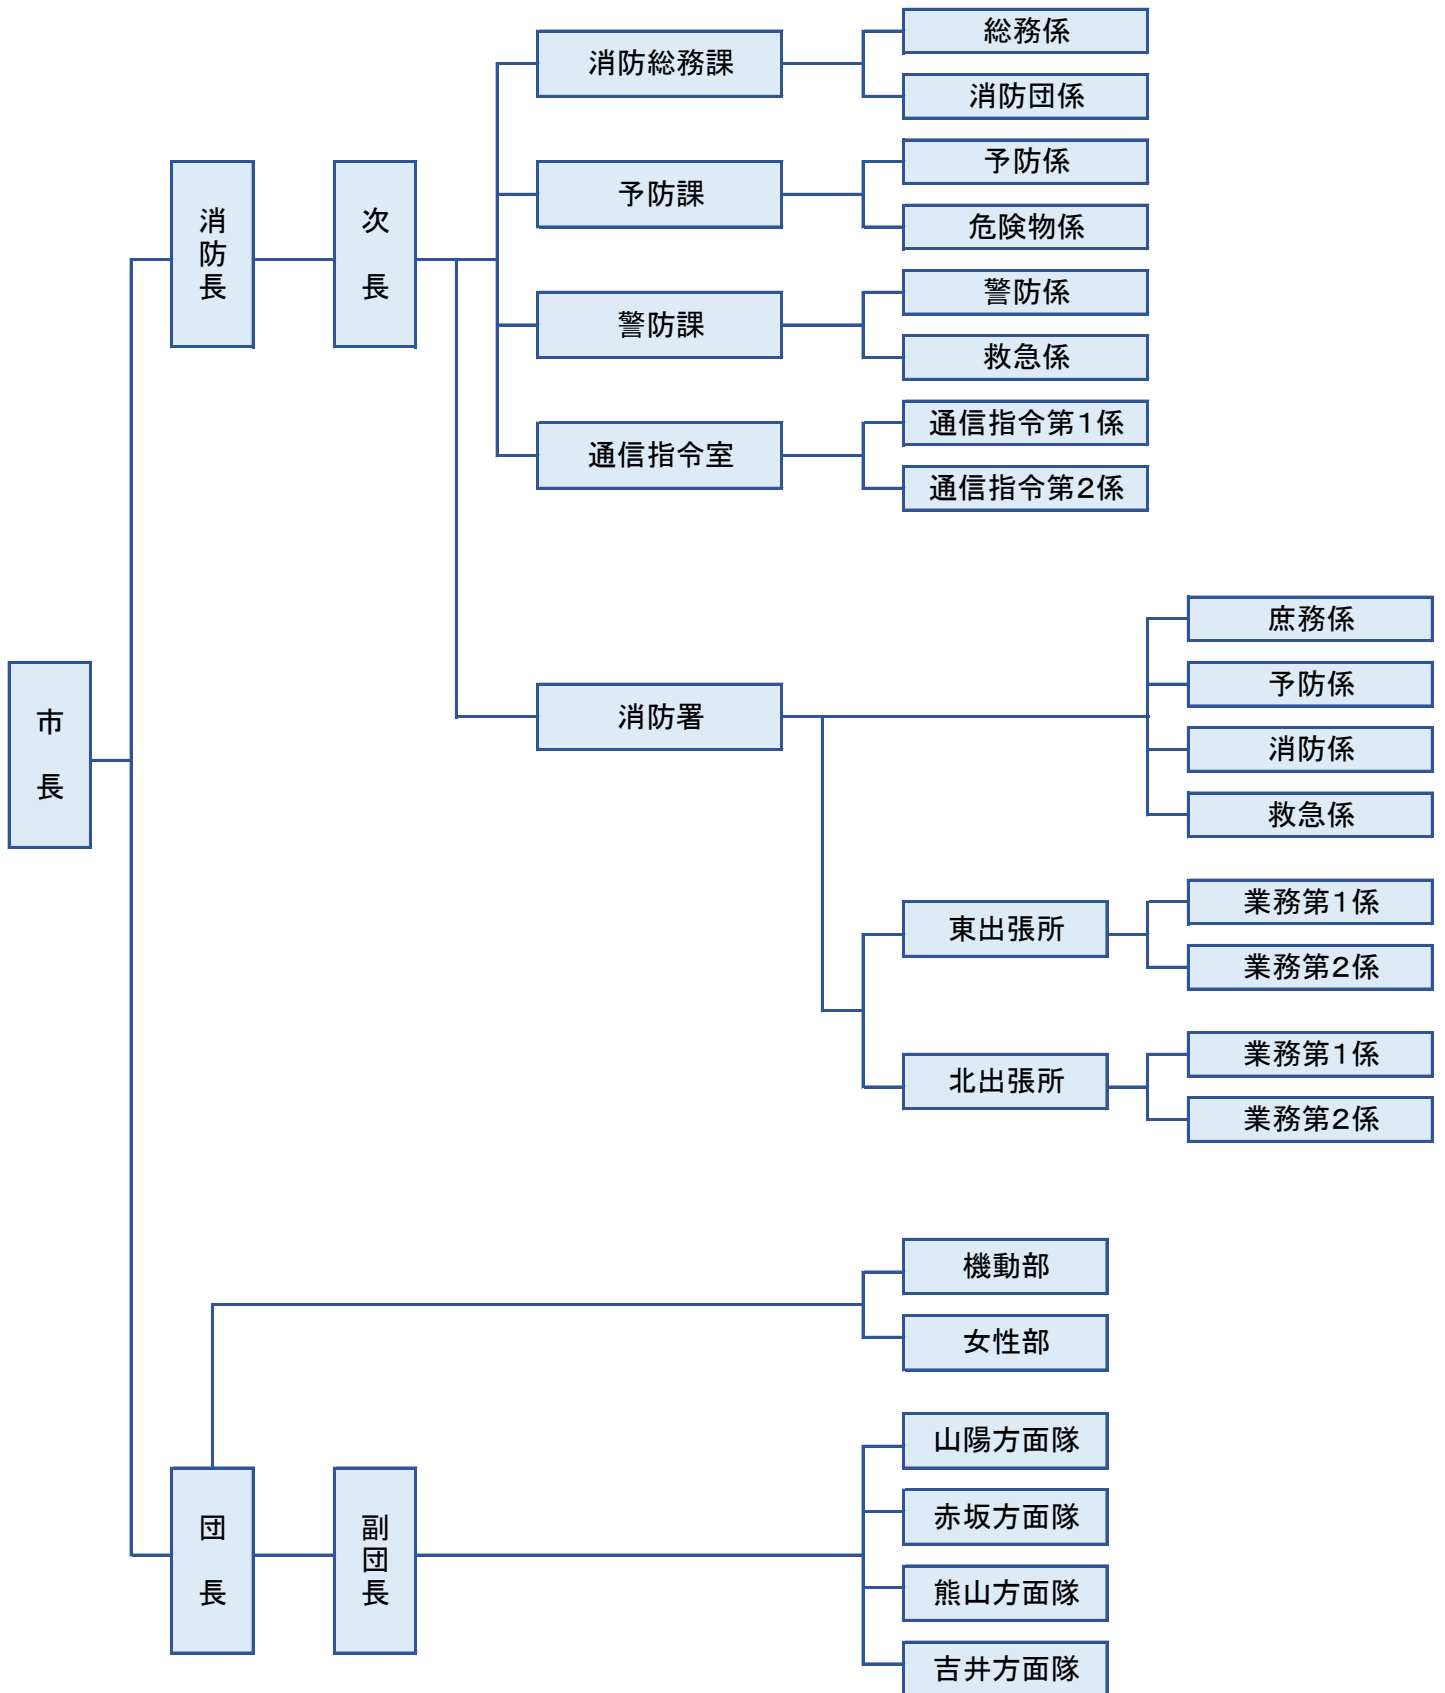 市長
消防長
次長
消防総務課
総務係
消防団係
予防課
予防係
危険物係
警防課
警防係
救急係
通信指令室
通信指令第1係
通信指令第2係
消防署
庶務係
予防係
消防係
救急係
東出張所
業務第1係
業務第2係
北出張所
業務第1係
業務第2係
団長
機動部
女性部
副団長
山陽方面隊
赤坂方面隊
熊山方面隊
吉井方面隊